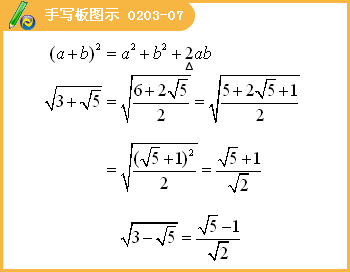 手写板图示 0203-07
(a+b)² = a² + b² + 2ab
△
√(3+√5) = √((6+2√5)/2) = √((5+2√5+1)/2)
= √((√5+1)²/2) = (√5+1)/√2
√(3−√5) = (√5−1)/√2